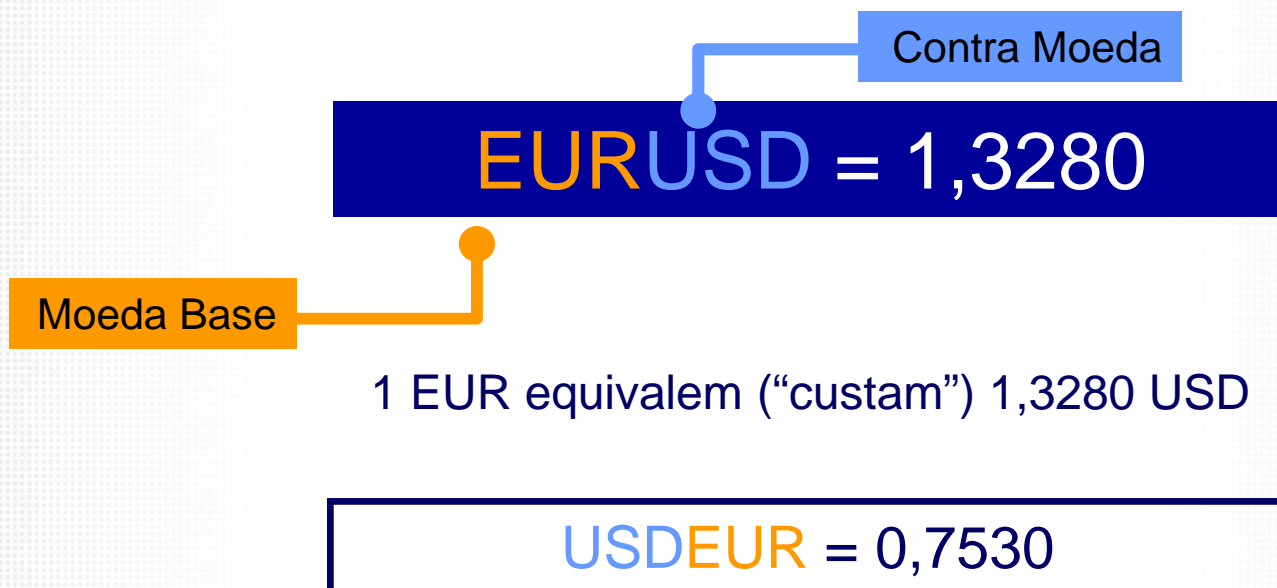 Contra Moeda
EURUSD = 1,3280
Moeda Base
1 EUR equivalem (“custam”) 1,3280 USD
USDEUR = 0,7530